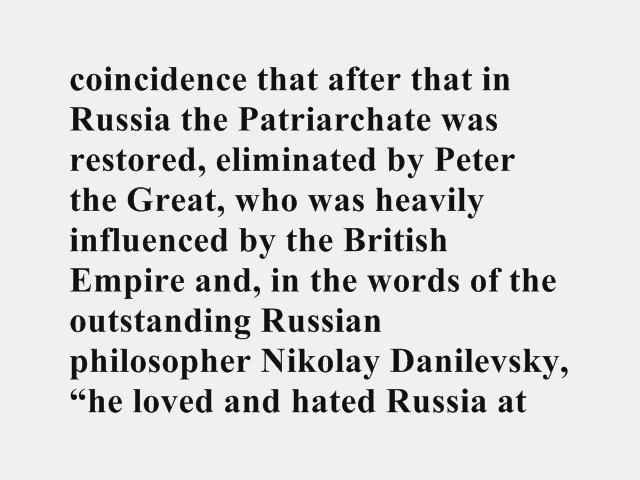 coincidence that after that in
Russia the Patriarchate was
restored, eliminated by Peter
the Great, who was heavily
influenced by the British
Empire and, in the words of the
outstanding Russian
philosopher Nikolay Danilevsky,
“he loved and hated Russia at